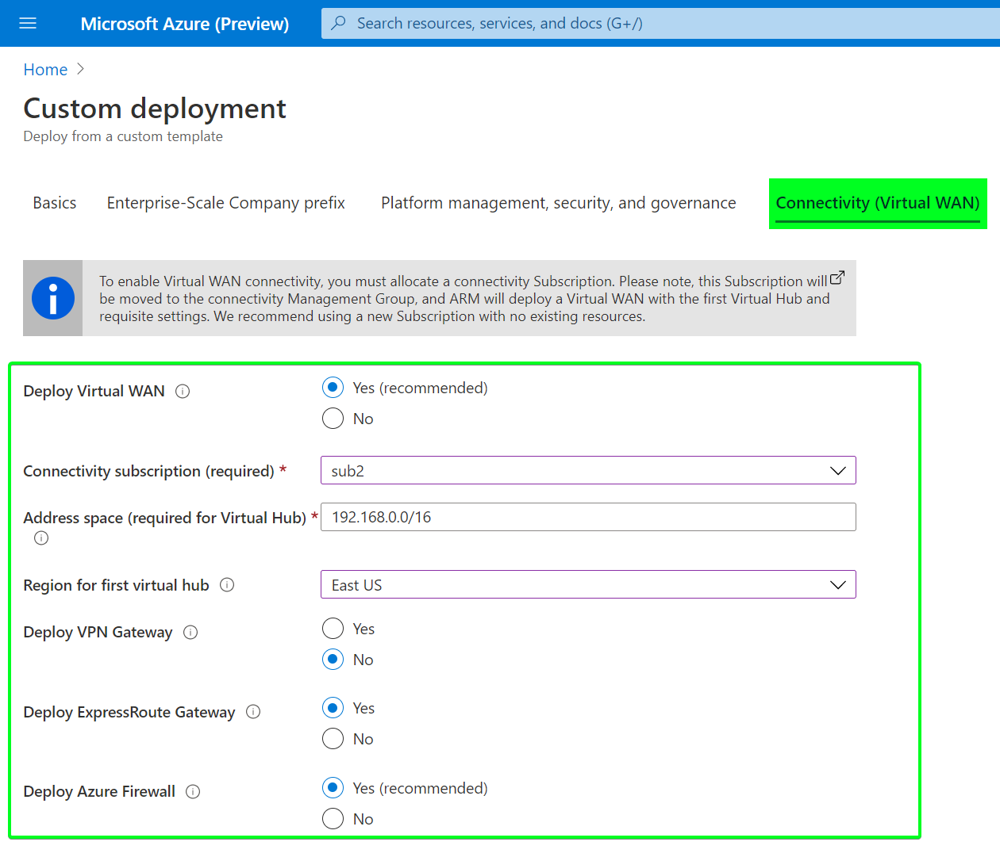 Microsoft Azure (Preview)
Search resources, services, and docs (G+/)
Home
Custom deployment
Deploy from a custom template
Basics
Enterprise-Scale Company prefix
Platform management, security, and governance
Connectivity (Virtual WAN)
To enable Virtual WAN connectivity, you must allocate a connectivity Subscription. Please note, this Subscription will
be moved to the connectivity Management Group, and ARM will deploy a Virtual WAN with the first Virtual Hub and
requisite settings. We recommend using a new Subscription with no existing resources.
Deploy Virtual WAN
Yes (recommended)
No
Connectivity subscription (required) *
sub2
Address space (required for Virtual Hub) *
192.168.0.0/16
Region for first virtual hub
East US
Deploy VPN Gateway
Yes
No
Deploy ExpressRoute Gateway
Yes
No
Deploy Azure Firewall
Yes (recommended)
No